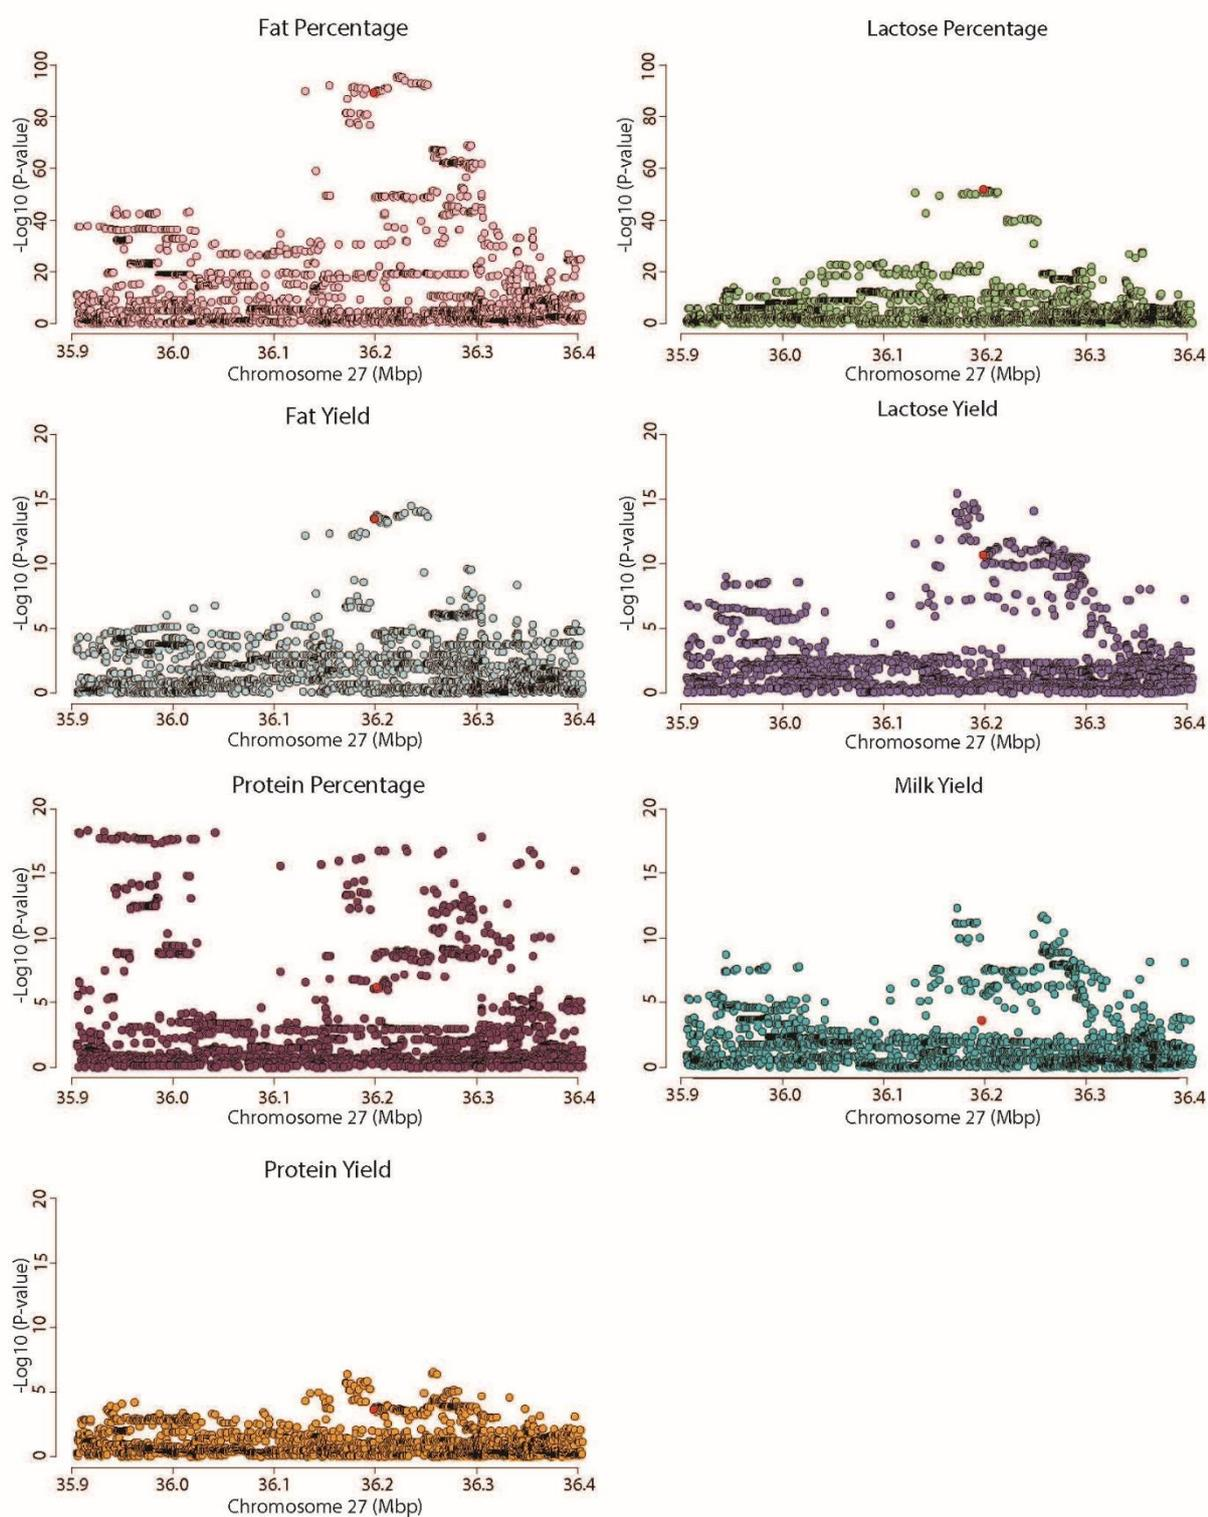 Fat Percentage
-Log10 (P-value)
100
80
60
40
20
0
35.9 36.0 36.1 36.2 36.3 36.4
Chromosome 27 (Mbp)
Lactose Percentage
-Log10 (P-value)
100
80
60
40
20
0
35.9 36.0 36.1 36.2 36.3 36.4
Chromosome 27 (Mbp)
Fat Yield
-Log10 (P-value)
20
15
10
5
0
35.9 36.0 36.1 36.2 36.3 36.4
Chromosome 27 (Mbp)
Lactose Yield
-Log10 (P-value)
20
15
10
5
0
35.9 36.0 36.1 36.2 36.3 36.4
Chromosome 27 (Mbp)
Protein Percentage
-Log10 (P-value)
20
15
10
5
0
35.9 36.0 36.1 36.2 36.3 36.4
Chromosome 27 (Mbp)
Milk Yield
-Log10 (P-value)
20
15
10
5
0
35.9 36.0 36.1 36.2 36.3 36.4
Chromosome 27 (Mbp)
Protein Yield
-Log10 (P-value)
20
15
10
5
0
35.9 36.0 36.1 36.2 36.3 36.4
Chromosome 27 (Mbp)